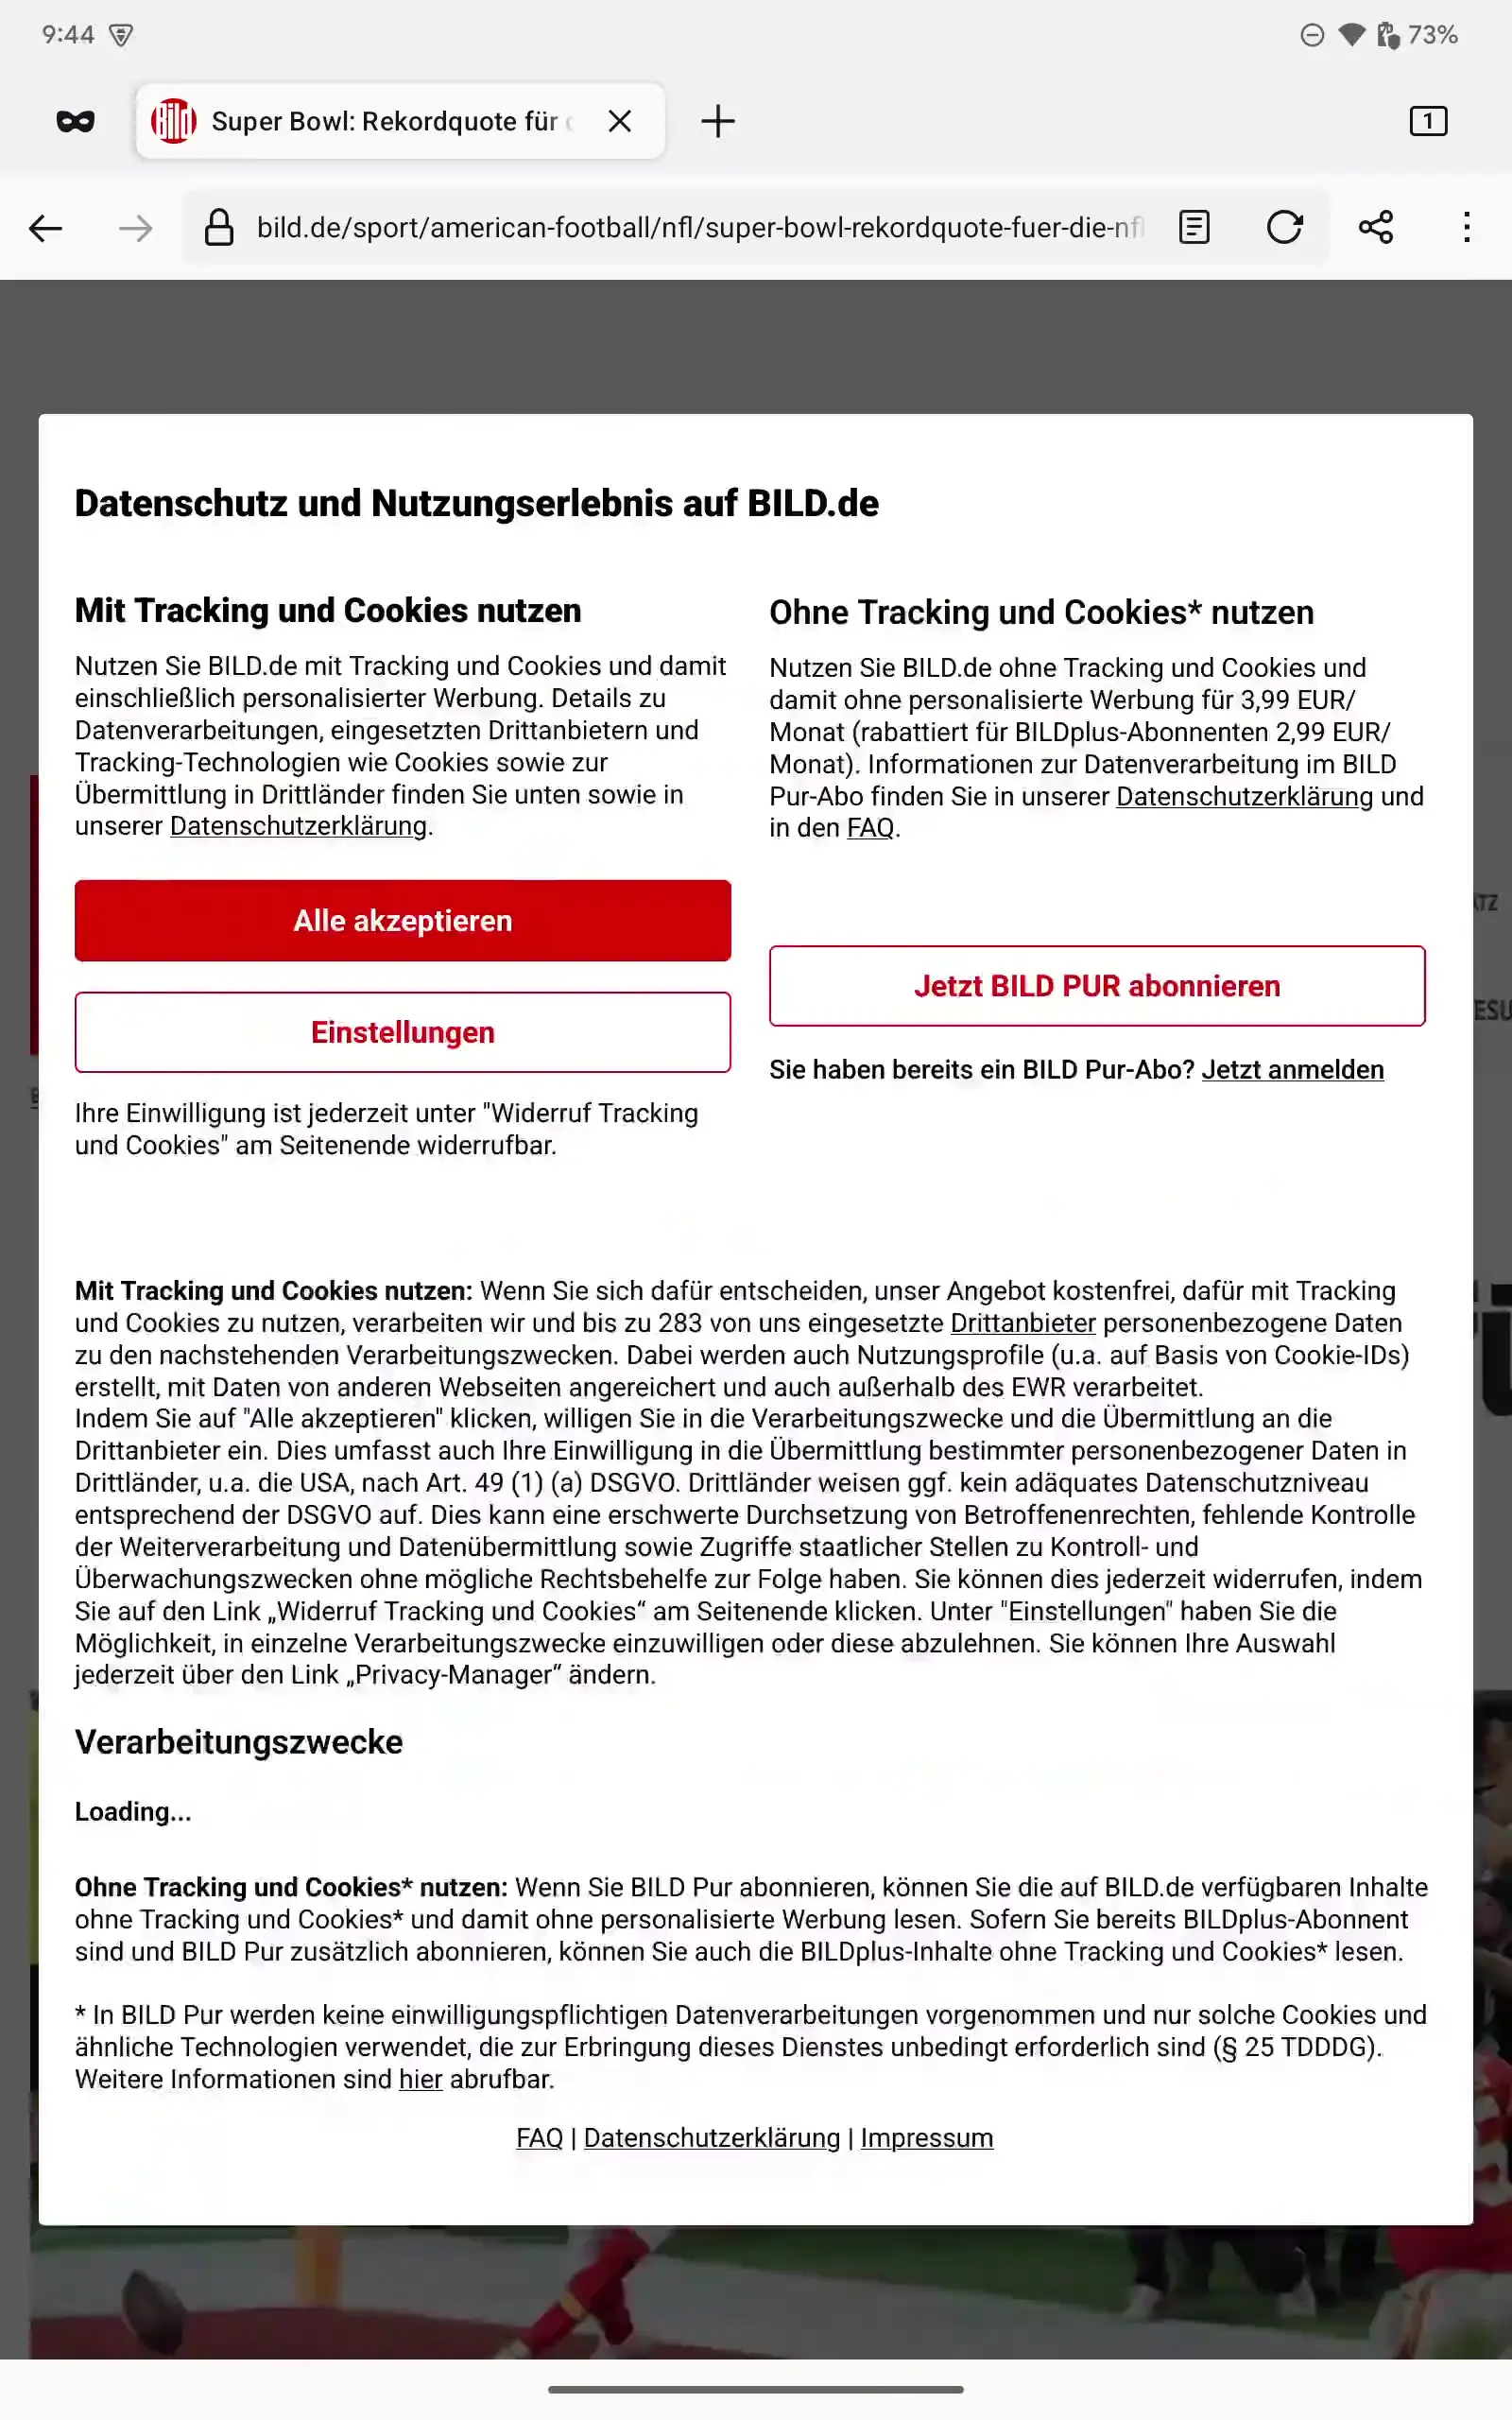 9:44
73%
Bild
Super Bowl: Rekordquote für
1
bild.de/sport/american-football/nfl/super-bowl-rekordquote-fuer-die-nfl
Datenschutz und Nutzungserlebnis auf BILD.de
Mit Tracking und Cookies nutzen
Nutzen Sie BILD.de mit Tracking und Cookies und damit
einschließlich personalisierter Werbung. Details zu
Datenverarbeitungen, eingesetzten Drittanbietern und
Tracking-Technologien wie Cookies sowie zur
Übermittlung in Drittländer finden Sie unten sowie in
unserer Datenschutzerklärung.
Alle akzeptieren
Einstellungen
Ihre Einwilligung ist jederzeit unter "Widerruf Tracking
und Cookies" am Seitenende widerrufbar.
Ohne Tracking und Cookies* nutzen
Nutzen Sie BILD.de ohne Tracking und Cookies und
damit ohne personalisierte Werbung für 3,99 EUR/
Monat (rabattiert für BILDplus-Abonnenten 2,99 EUR/
Monat). Informationen zur Datenverarbeitung im BILD
Pur-Abo finden Sie in unserer Datenschutzerklärung und
in den FAQ.
Jetzt BILD PUR abonnieren
Sie haben bereits ein BILD Pur-Abo? Jetzt anmelden
Mit Tracking und Cookies nutzen: Wenn Sie sich dafür entscheiden, unser Angebot kostenfrei, dafür mit Tracking
und Cookies zu nutzen, verarbeiten wir und bis zu 283 von uns eingesetzte Drittanbieter personenbezogene Daten
zu den nachstehenden Verarbeitungszwecken. Dabei werden auch Nutzungsprofile (u.a. auf Basis von Cookie-IDs)
erstellt, mit Daten von anderen Webseiten angereichert und auch außerhalb des EWR verarbeitet.
Indem Sie auf "Alle akzeptieren" klicken, willigen Sie in die Verarbeitungszwecke und die Übermittlung an die
Drittanbieter ein. Dies umfasst auch Ihre Einwilligung in die Übermittlung bestimmter personenbezogener Daten in
Drittländer, u.a. die USA, nach Art. 49 (1) (a) DSGVO. Drittländer weisen ggf. kein adäquates Datenschutzniveau
entsprechend der DSGVO auf. Dies kann eine erschwerte Durchsetzung von Betroffenenrechten, fehlende Kontrolle
der Weiterverarbeitung und Datenübermittlung sowie Zugriffe staatlicher Stellen zu Kontroll- und
Überwachungszwecken ohne mögliche Rechtsbehelfe zur Folge haben. Sie können dies jederzeit widerrufen, indem
Sie auf den Link „Widerruf Tracking und Cookies“ am Seitenende klicken. Unter "Einstellungen" haben Sie die
Möglichkeit, in einzelne Verarbeitungszwecke einzuwilligen oder diese abzulehnen. Sie können Ihre Auswahl
jederzeit über den Link „Privacy-Manager“ ändern.
Verarbeitungszwecke
Loading...
Ohne Tracking und Cookies* nutzen: Wenn Sie BILD Pur abonnieren, können Sie die auf BILD.de verfügbaren Inhalte
ohne Tracking und Cookies* und damit ohne personalisierte Werbung lesen. Sofern Sie bereits BILDplus-Abonnent
sind und BILD Pur zusätzlich abonnieren, können Sie auch die BILDplus-Inhalte ohne Tracking und Cookies* lesen.
* In BILD Pur werden keine einwilligungspflichtigen Datenverarbeitungen vorgenommen und nur solche Cookies und
ähnliche Technologien verwendet, die zur Erbringung dieses Dienstes unbedingt erforderlich sind (§ 25 TDDDG).
Weitere Informationen sind hier abrufbar.
FAQ | Datenschutzerklärung | Impressum